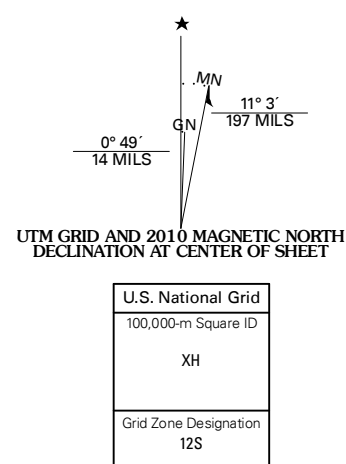 ★
MN
GN
11° 3´
197 MILS
0° 49´
14 MILS
UTM GRID AND 2010 MAGNETIC NORTH
DECLINATION AT CENTER OF SHEET
U.S. National Grid
100,000-m Square ID
XH
Grid Zone Designation
12S